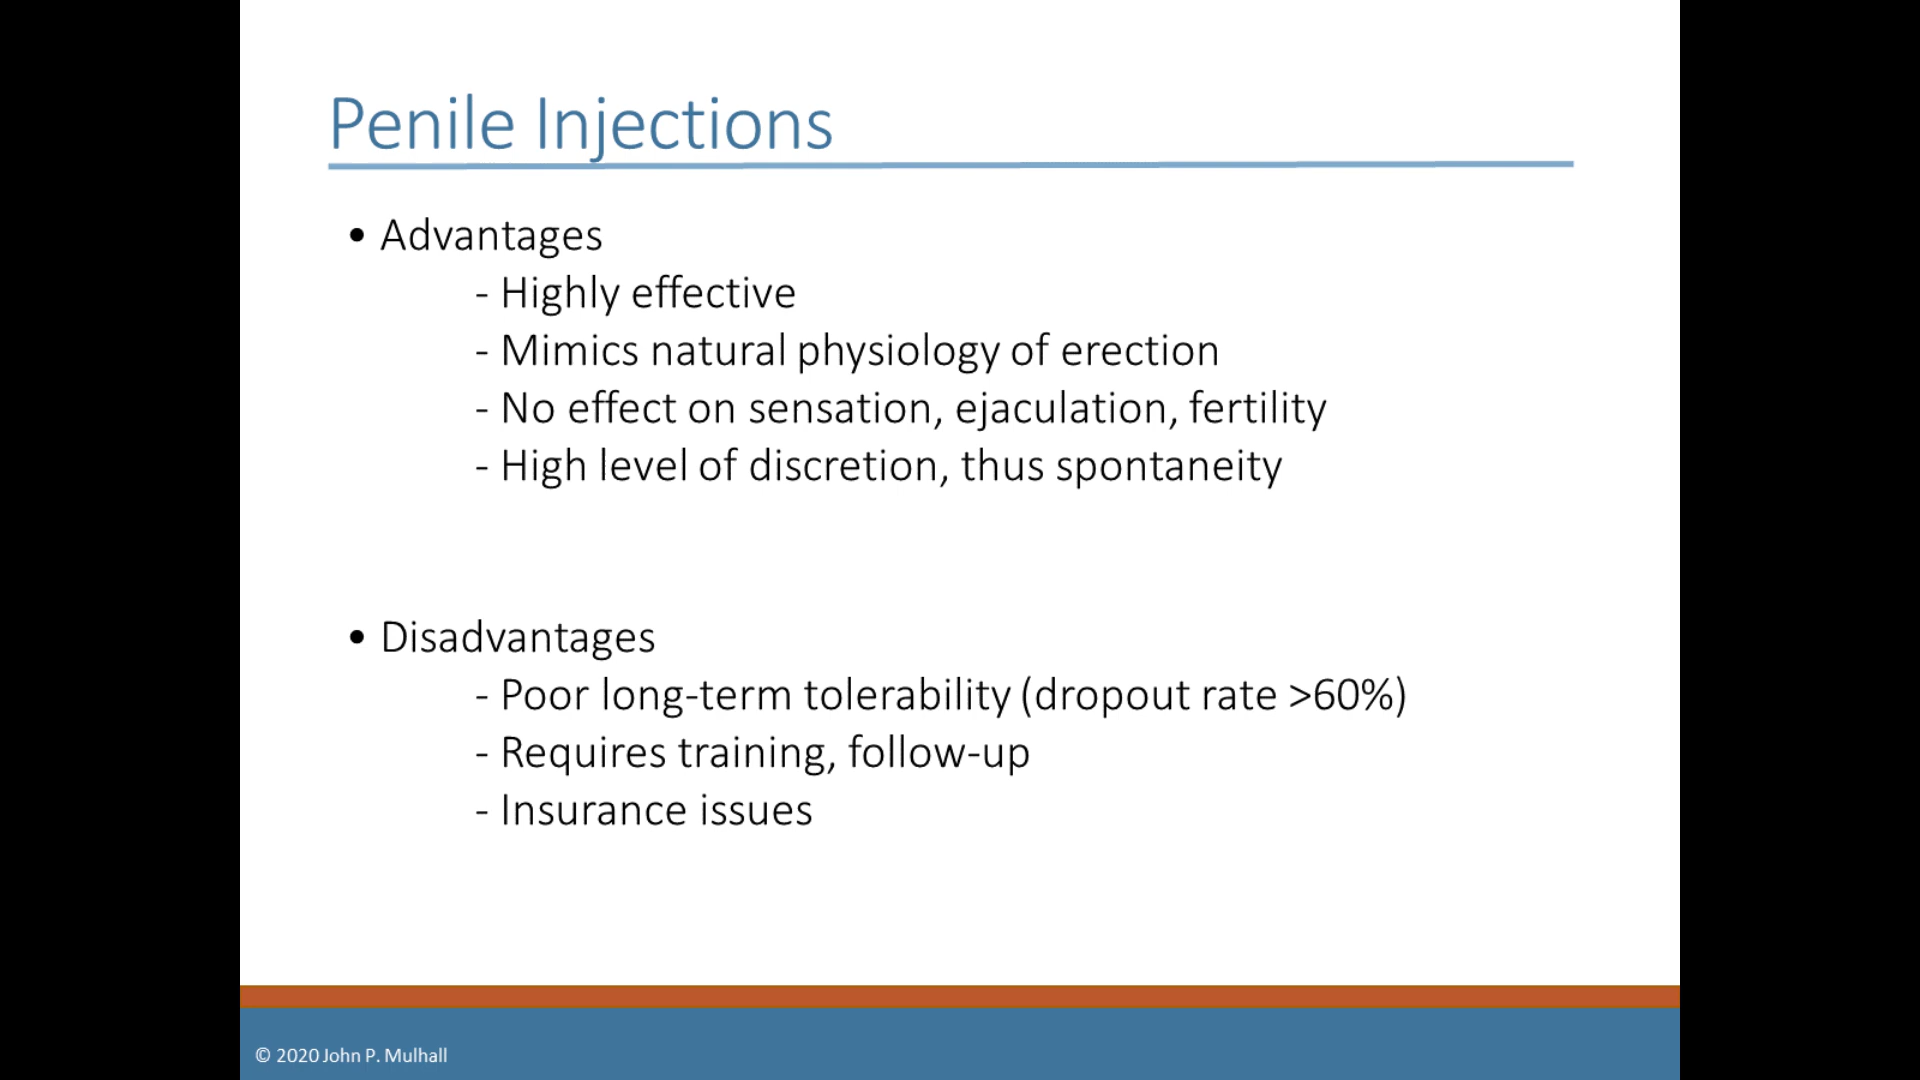 Penile Injections
• Advantages
- Highly effective
- Mimics natural physiology of erection
- No effect on sensation, ejaculation, fertility
- High level of discretion, thus spontaneity
• Disadvantages
- Poor long-term tolerability (dropout rate >60%)
- Requires training, follow-up
- Insurance issues
© 2020 John P. Mulhall